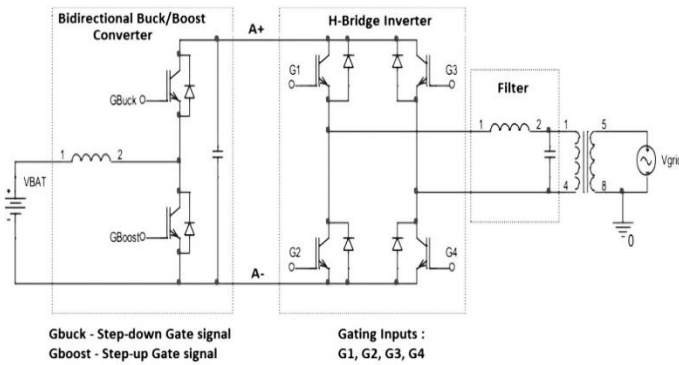 Bidirectional Buck/Boost
Converter
A+
H-Bridge Inverter
G1
G3
GBuck O
Filter
1 2
1 2
1 5
VBAT
+
-
4 8
Vgrid
GBoostO
G2
G4
0
A-
Gbuck - Step-down Gate signal
Gboost - Step-up Gate signal
Gating Inputs :
G1, G2, G3, G4